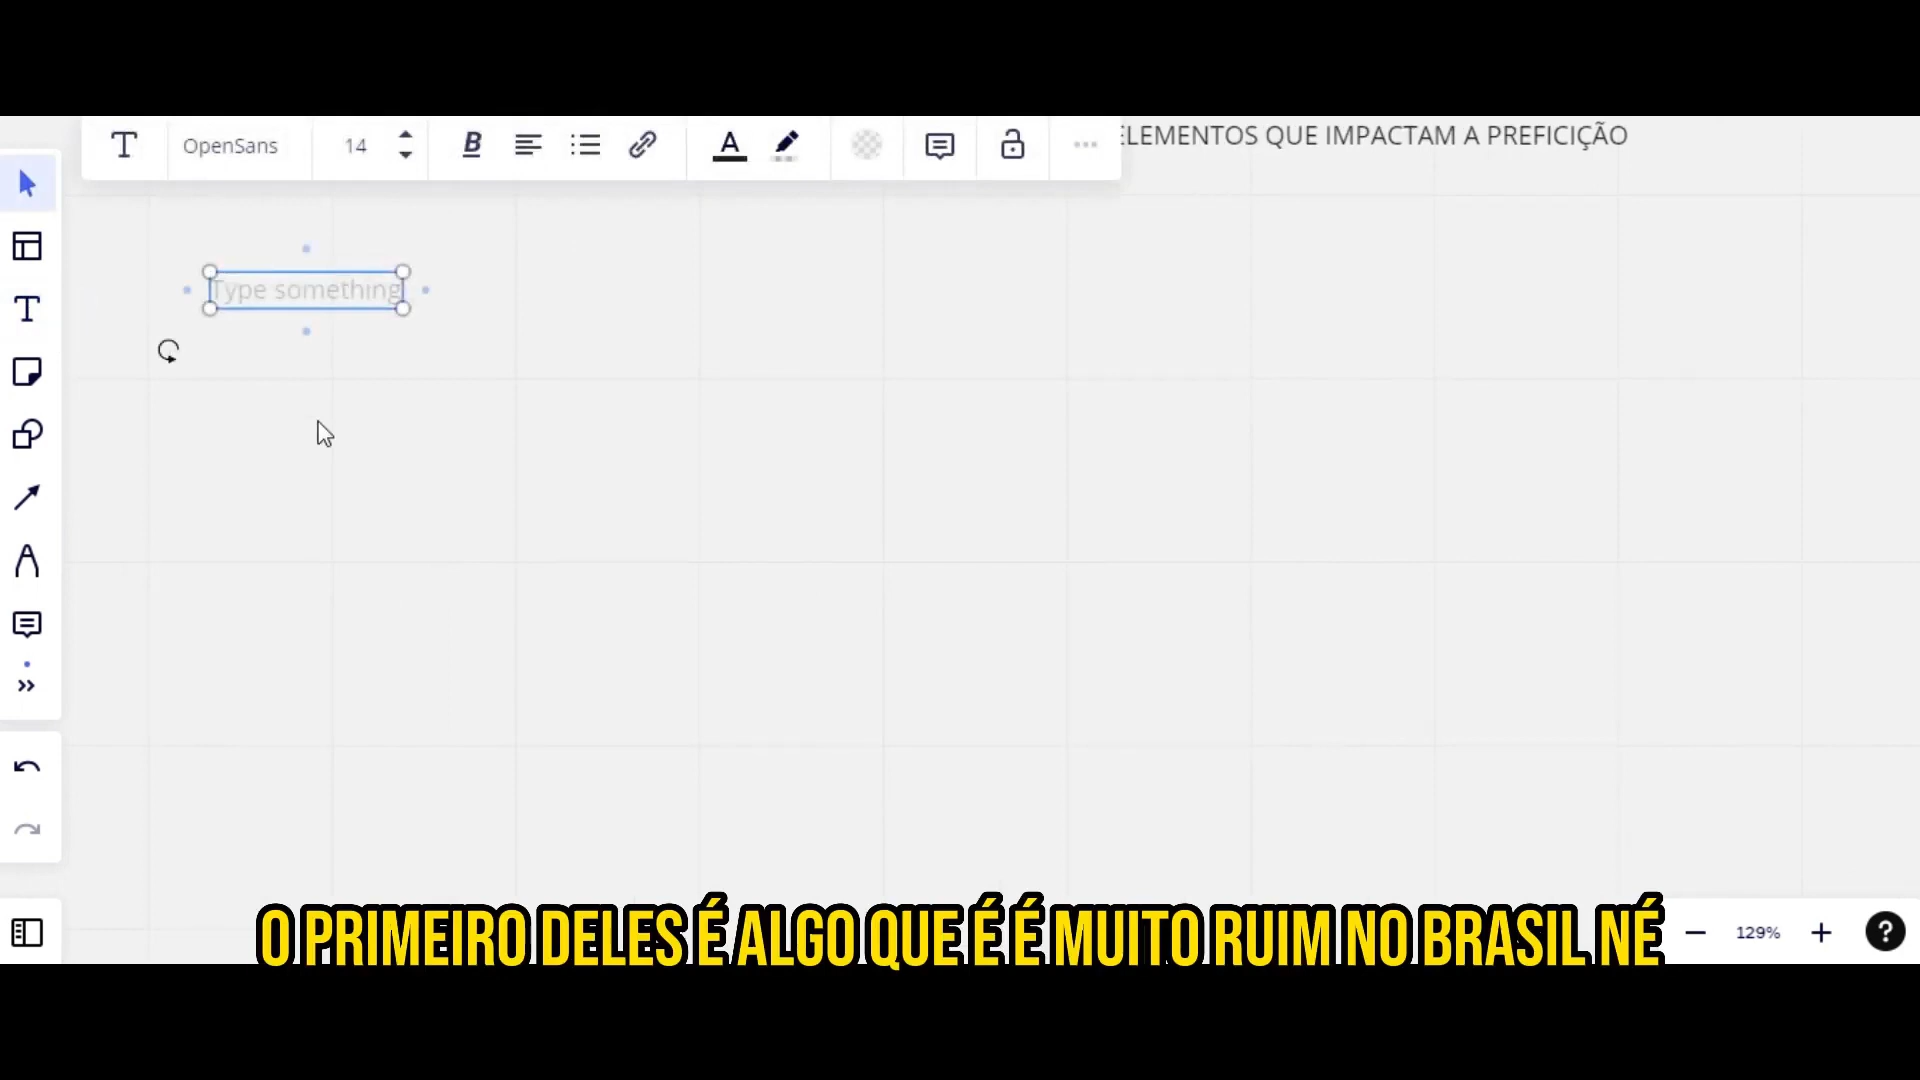 OpenSans 14 B A ELEMENTOS QUE IMPACTAM A PREFICIÇÃO
Type something
O PRIMEIRO DELES É ALGO QUE É É MUITO RUIM NO BRASIL NÉ
129%